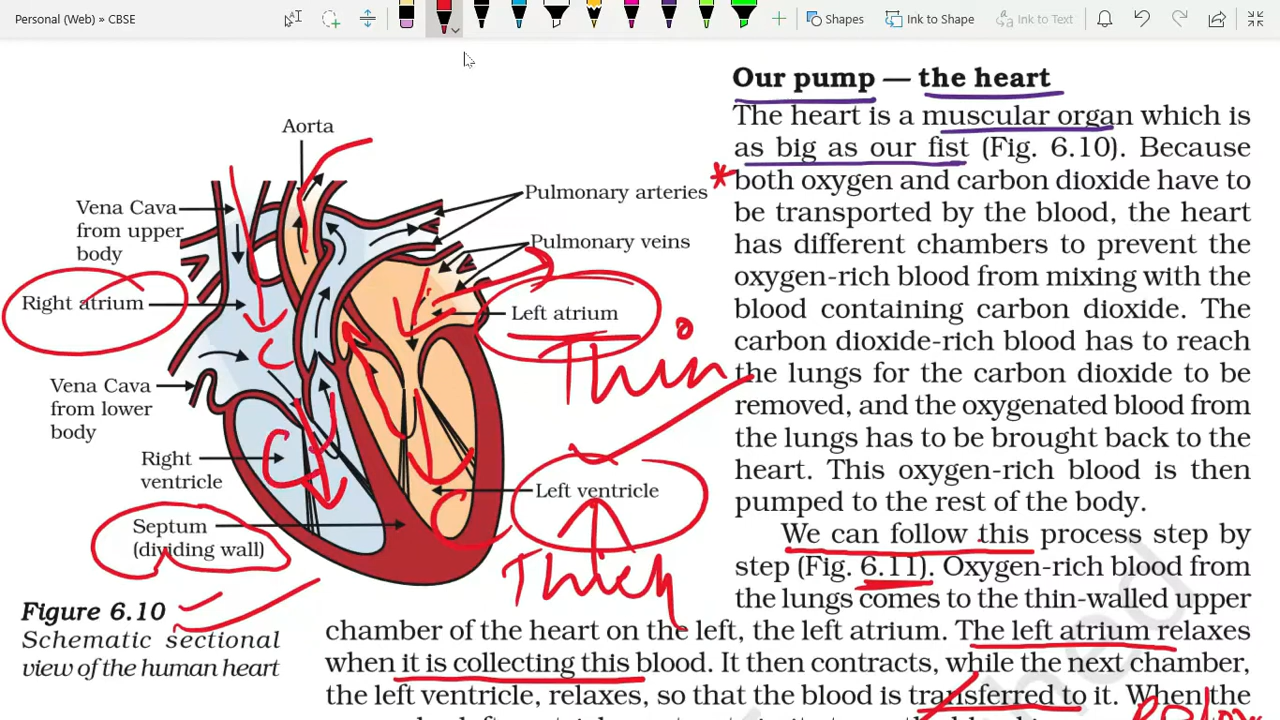 Personal (Web) » CBSE
Shapes
Ink to Shape
Ink to Text
Aorta
Pulmonary arteries
Vena Cava
from upper
body
Pulmonary veins
Right atrium
Left atrium
Thin
Vena Cava
from lower
body
Right
ventricle
Left ventricle
Septum
(dividing wall)
Thick
Figure 6.10
Schematic sectional
view of the human heart
Our pump — the heart
The heart is a muscular organ which is
as big as our fist (Fig. 6.10). Because
both oxygen and carbon dioxide have to
be transported by the blood, the heart
has different chambers to prevent the
oxygen-rich blood from mixing with the
blood containing carbon dioxide. The
carbon dioxide-rich blood has to reach
the lungs for the carbon dioxide to be
removed, and the oxygenated blood from
the lungs has to be brought back to the
heart. This oxygen-rich blood is then
pumped to the rest of the body.
We can follow this process step by
step (Fig. 6.11). Oxygen-rich blood from
the lungs comes to the thin-walled upper
chamber of the heart on the left, the left atrium. The left atrium relaxes
when it is collecting this blood. It then contracts, while the next chamber,
the left ventricle, relaxes, so that the blood is transferred to it. When the